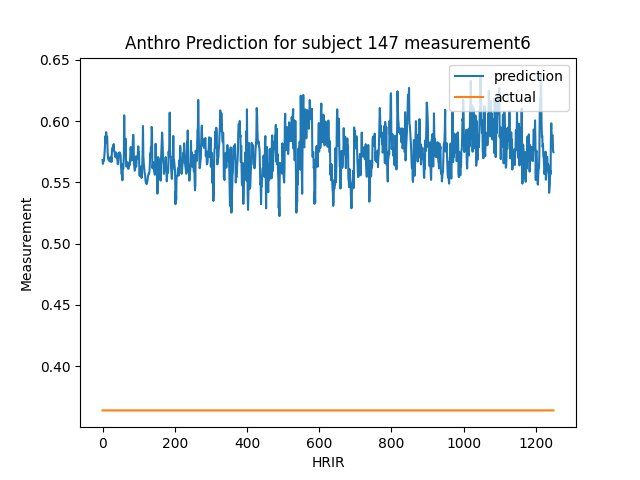 Anthro Prediction for subject 147 measurement6
0.65
0.60
0.55
0.50
0.45
0.40
Measurement
prediction
actual
0 200 400 600 800 1000 1200
HRIR